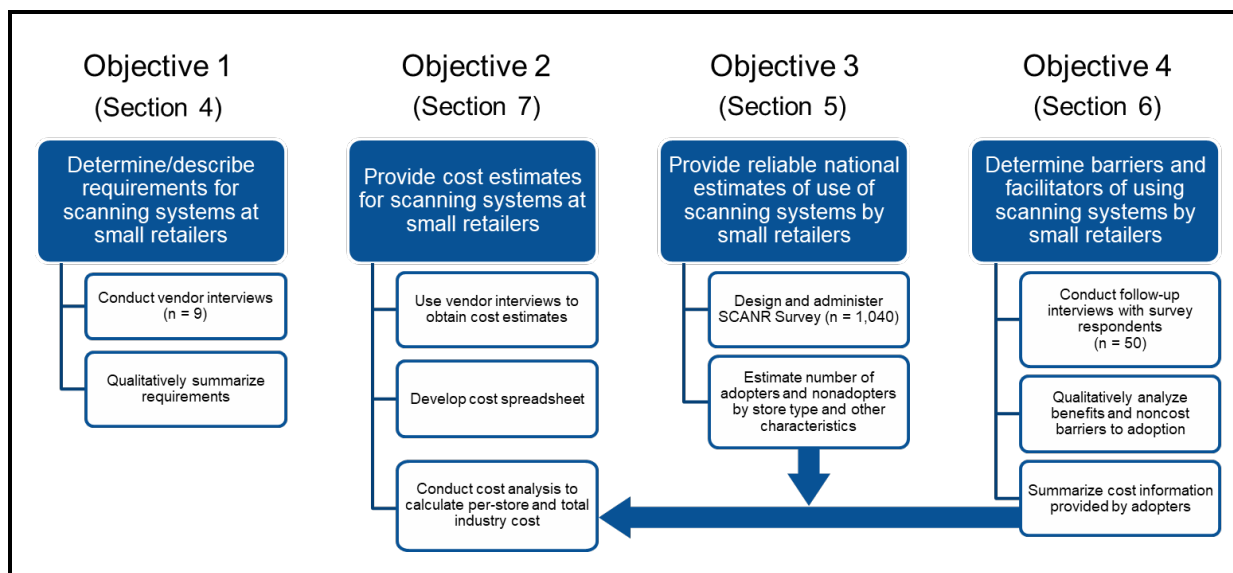 Objective 1
(Section 4)
Determine/describe
requirements for
scanning systems at
small retailers
Conduct vendor interviews
(n = 9)
Qualitatively summarize
requirements
Objective 2
(Section 7)
Provide cost estimates
for scanning systems at
small retailers
Use vendor interviews to
obtain cost estimates
Develop cost spreadsheet
Conduct cost analysis to
calculate per-store and total
industry cost
Objective 3
(Section 5)
Provide reliable national
estimates of use of
scanning systems by
small retailers
Design and administer
SCANR Survey (n = 1,040)
Estimate number of
adopters and nonadopters
by store type and other
characteristics
Objective 4
(Section 6)
Determine barriers and
facilitators of using
scanning systems by
small retailers
Conduct follow-up
interviews with survey
respondents
(n = 50)
Qualitatively analyze
benefits and noncost
barriers to adoption
Summarize cost information
provided by adopters